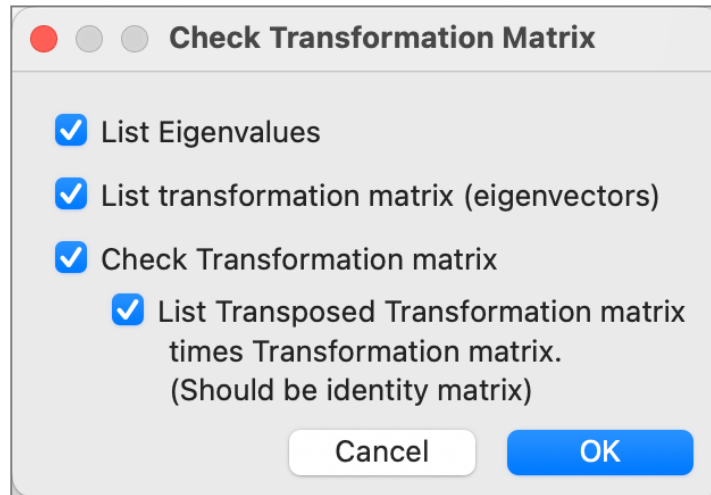 Check Transformation Matrix
List Eigenvalues
List transformation matrix (eigenvectors)
Check Transformation matrix
List Transposed Transformation matrix
times Transformation matrix.
(Should be identity matrix)
Cancel OK